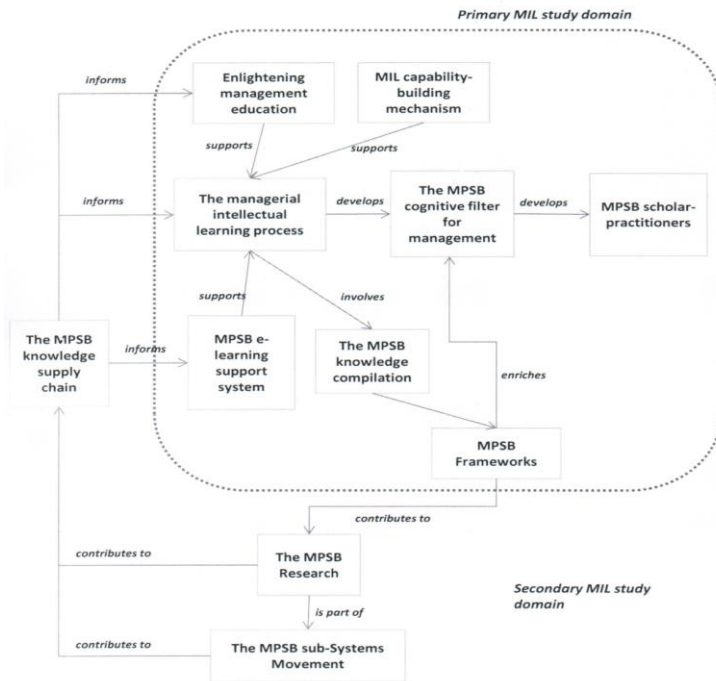 Primary MIL study domain
informs
Enlightening
management
education
MIL capability-
building
mechanism
supports
supports
informs
The managerial
intellectual
learning process
develops
The MPSB
cognitive filter
for
management
develops
MPSB scholar-
practitioners
supports
involves
The MPSB
knowledge
supply
chain
informs
MPSB e-
learning
support
system
The MPSB
knowledge
compilation
enriches
MPSB
Frameworks
contributes to
contributes to
The MPSB
Research
Secondary MIL study
domain
is part of
contributes to
The MPSB sub-Systems
Movement